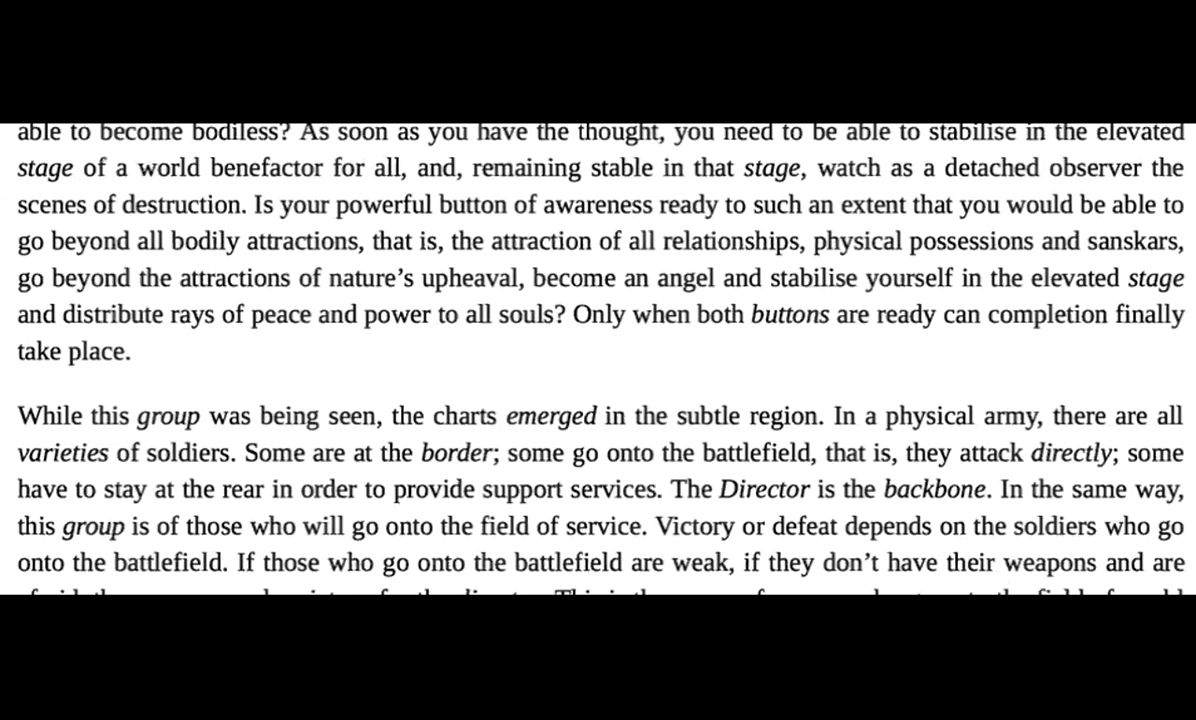 able to become bodiless? As soon as you have the thought, you need to be able to stabilise in the elevated
stage of a world benefactor for all, and, remaining stable in that stage, watch as a detached observer the
scenes of destruction. Is your powerful button of awareness ready to such an extent that you would be able to
go beyond all bodily attractions, that is, the attraction of all relationships, physical possessions and sanskars,
go beyond the attractions of nature’s upheaval, become an angel and stabilise yourself in the elevated stage
and distribute rays of peace and power to all souls? Only when both buttons are ready can completion finally
take place.
While this group was being seen, the charts emerged in the subtle region. In a physical army, there are all
varieties of soldiers. Some are at the border; some go onto the battlefield, that is, they attack directly; some
have to stay at the rear in order to provide support services. The Director is the backbone. In the same way,
this group is of those who will go onto the field of service. Victory or defeat depends on the soldiers who go
onto the battlefield. If those who go onto the battlefield are weak, if they don’t have their weapons and are